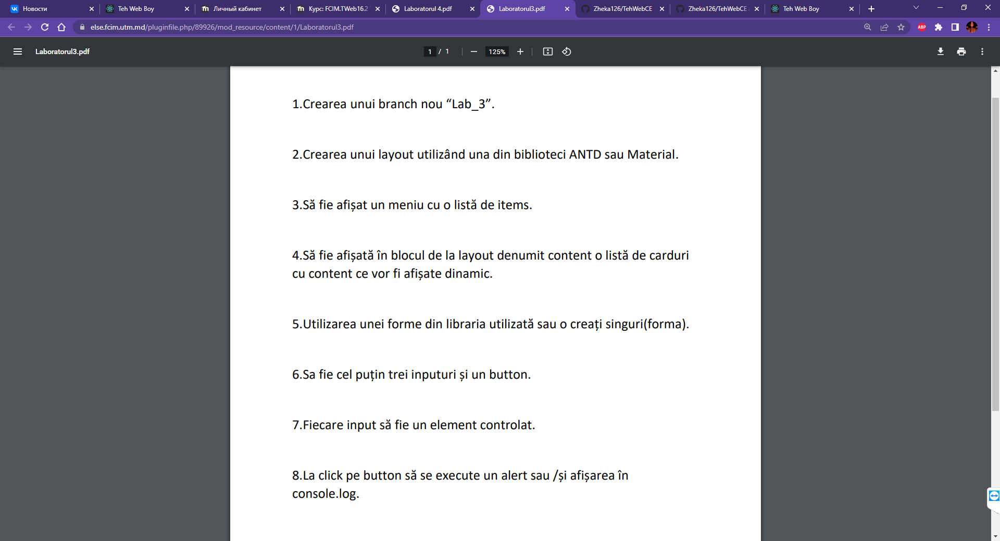 Новости
Teh Web Boy
Личный кабинет
Курс: FCIM.TWeb16.2
Laboratorul 4.pdf
Laboratorul3.pdf
Zheka126/TehWebCE
Zheka126/TehWebCE
Teh Web Boy
else.fcim.utm.md/pluginfile.php/89926/mod_resource/content/1/Laboratorul3.pdf
ABP
Laboratorul3.pdf
1 / 1
125%
1.Crearea unui branch nou “Lab_3”.
2.Crearea unui layout utilizând una din biblioteci ANTD sau Material.
3.Să fie afișat un meniu cu o listă de items.
4.Să fie afișată în blocul de la layout denumit content o listă de carduri
cu content ce vor fi afișate dinamic.
5.Utilizarea unei forme din libraria utilizată sau o creați singuri(forma).
6.Sa fie cel puțin trei inputuri și un button.
7.Fiecare input să fie un element controlat.
8.La click pe button să se execute un alert sau /și afișarea în
console.log.